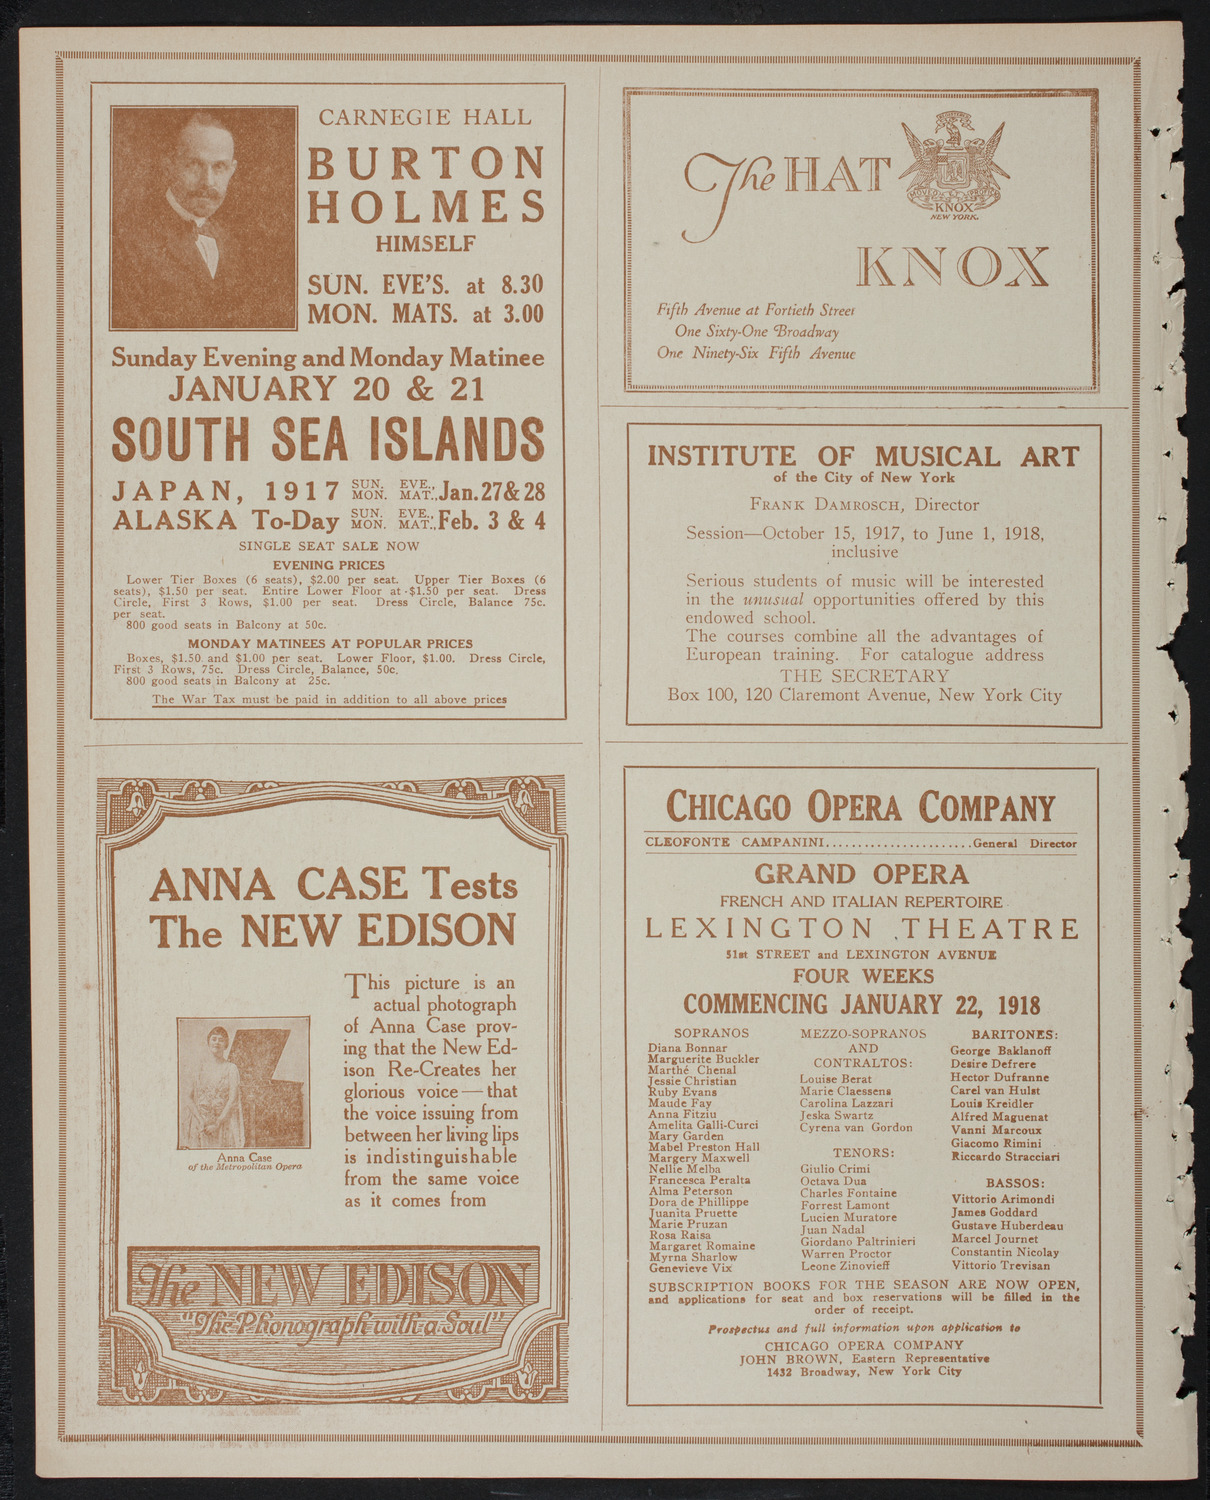 CARNEGIE HALL
BURTON
HOLMES
HIMSELF
SUN. EVE'S. at 8.30
MON. MATS. at 3.00
Sunday Evening and Monday Matinee
JANUARY 20 & 21
SOUTH SEA ISLANDS
JAPAN, 1917 SUN. EVE., MON. MAT., Jan. 27 & 28
ALASKA To-Day SUN. EVE., MON. MAT., Feb. 3 & 4
SINGLE SEAT SALE NOW
EVENING PRICES
Lower Tier Boxes (6 seats), $2.00 per seat. Upper Tier Boxes (6
seats), $1.50 per seat. Entire Lower Floor at $1.50 per seat. Dress
Circle, First 3 Rows, $1.00 per seat. Dress Circle, Balance 75c.
per seat.
800 good seats in Balcony at 50c.
MONDAY MATINEES AT POPULAR PRICES
Boxes, $1.50 and $1.00 per seat. Lower Floor, $1.00. Dress Circle,
First 3 Rows, 75c. Dress Circle, Balance, 50c.
800 good seats in Balcony at 25c.
The War Tax must be paid in addition to all above prices
ANNA CASE Tests
The NEW EDISON
This picture is an
actual photograph
of Anna Case prov-
ing that the New Ed-
ison Re-Creates her
glorious voice—that
the voice issuing from
between her living lips
is indistinguishable
from the same voice
as it comes from
Anna Case
of the Metropolitan Opera
The NEW EDISON
"The Phonograph with a Soul"
The HAT
KNOX
NEW YORK.
KNOX
Fifth Avenue at Fortieth Street
One Sixty-One Broadway
One Ninety-Six Fifth Avenue
INSTITUTE OF MUSICAL ART
of the City of New York
FRANK DAMROSCH, Director
Session—October 15, 1917, to June 1, 1918,
inclusive
Serious students of music will be interested
in the unusual opportunities offered by this
endowed school.
The courses combine all the advantages of
European training. For catalogue address
THE SECRETARY
Box 100, 120 Claremont Avenue, New York City
CHICAGO OPERA COMPANY
CLEOFONTE CAMPANINI.......................General Director
GRAND OPERA
FRENCH AND ITALIAN REPERTOIRE
LEXINGTON THEATRE
51st STREET and LEXINGTON AVENUE
FOUR WEEKS
COMMENCING JANUARY 22, 1918
SOPRANOS
Diana Bonnar
Marguerite Buckler
Marthé Chenal
Jessie Christian
Ruby Evans
Maude Fay
Anna Fitziu
Amelita Galli-Curci
Mary Garden
Mabel Preston Hall
Margery Maxwell
Nellie Melba
Francesca Peralta
Alma Peterson
Dora de Phillippe
Juanita Pruette
Marie Pruzan
Rosa Raisa
Margaret Romaine
Myrna Sharlow
Genevieve Vix
MEZZO-SOPRANOS
AND
CONTRALTOS:
Louise Berat
Marie Claessens
Carolina Lazzari
Jeska Swartz
Cyrena van Gordon
TENORS:
Giulio Crimi
Octava Dua
Charles Fontaine
Forrest Lamont
Lucien Muratore
Juan Nadal
Giordano Paltrinieri
Warren Proctor
Leone Zinovieff
BARITONES:
George Baklanoff
Desire Defrere
Hector Dufranne
Carel van Hulst
Louis Kreidler
Alfred Maguenat
Vanni Marcoux
Giacomo Rimini
Riccardo Stracciari
BASSOS:
Vittorio Arimondi
James Goddard
Gustave Huberdeau
Marcel Journet
Constantin Nicolay
Vittorio Trevisan
SUBSCRIPTION BOOKS FOR THE SEASON ARE NOW OPEN,
and applications for seat and box reservations will be filled in the
order of receipt.
Prospectus and full information upon application to
CHICAGO OPERA COMPANY
JOHN BROWN, Eastern Representative
1432 Broadway, New York City